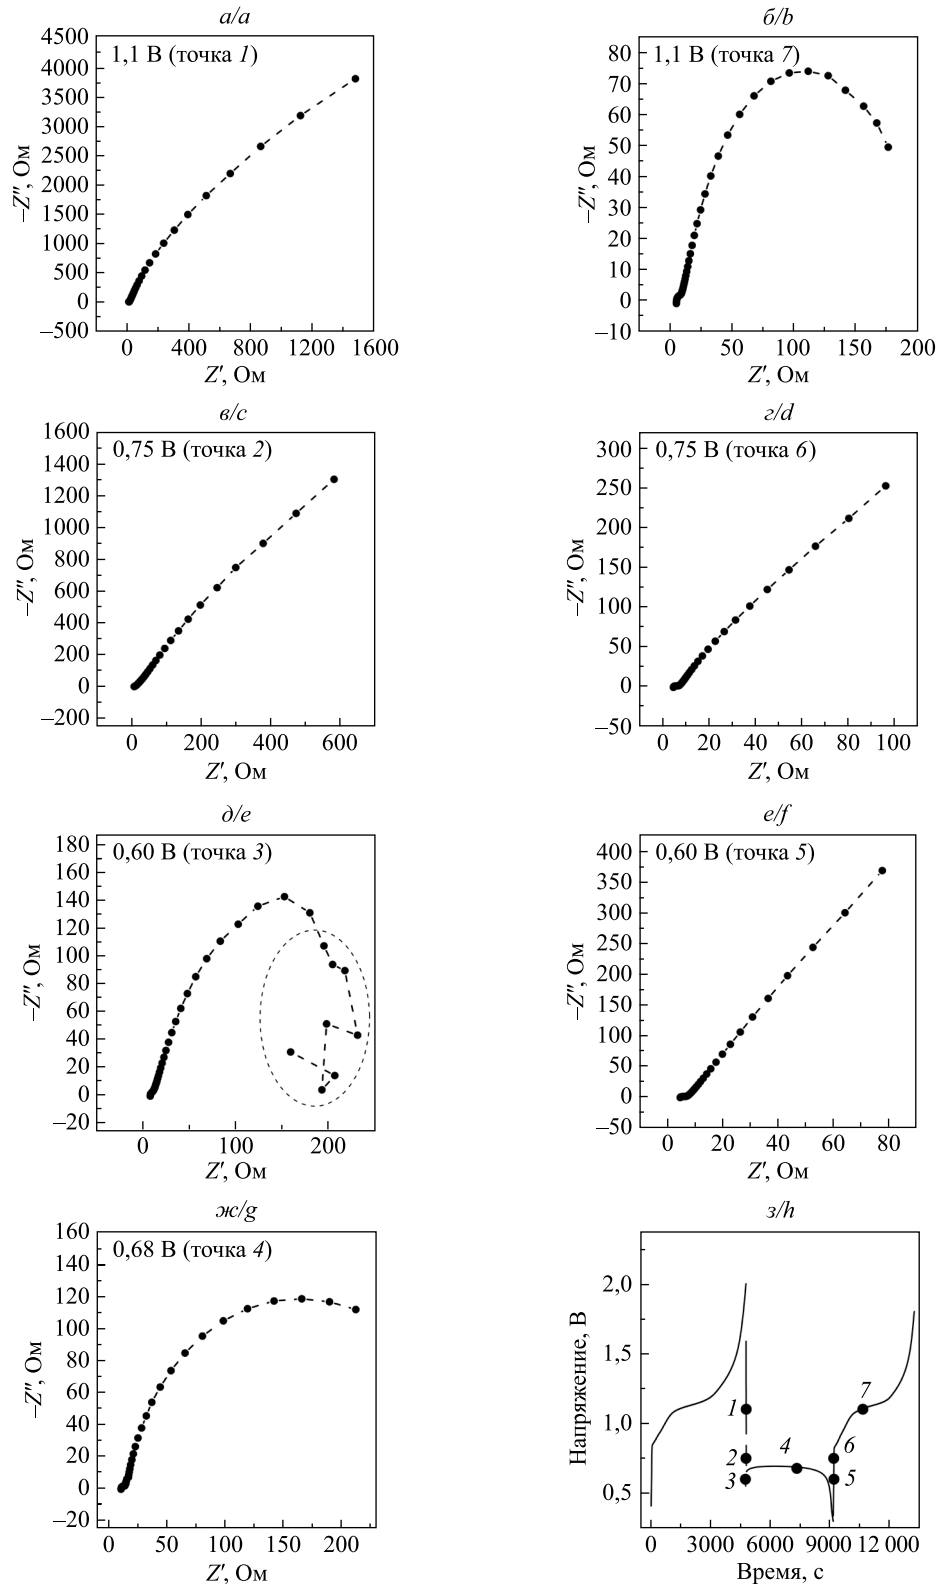 а/a
4500
4000
3500
3000
2500
2000
1500
1000
500
0
–500
–Z″, Ом
1,1 В (точка 1)
0 400 800 1200 1600
Z′, Ом
б/b
80
70
60
50
40
30
20
10
0
–10
–Z″, Ом
1,1 В (точка 7)
0 50 100 150 200
Z′, Ом
в/c
1600
1400
1200
1000
800
600
400
200
0
–200
–Z″, Ом
0,75 В (точка 2)
0 200 400 600
Z′, Ом
г/d
300
250
200
150
100
50
0
–50
–Z″, Ом
0,75 В (точка 6)
0 20 40 60 80 100
Z′, Ом
д/e
180
160
140
120
100
80
60
40
20
0
–20
–Z″, Ом
0,60 В (точка 3)
0 100 200
Z′, Ом
е/f
400
350
300
250
200
150
100
50
0
–50
–Z″, Ом
0,60 В (точка 5)
0 20 40 60 80
Z′, Ом
ж/g
160
140
120
100
80
60
40
20
0
–20
–Z″, Ом
0,68 В (точка 4)
0 50 100 150 200
Z′, Ом
з/h
2,0
1,5
1,0
0,5
Напряжение, В
1
2
3
4
5
6
7
0 3000 6000 9000 12 000
Время, с